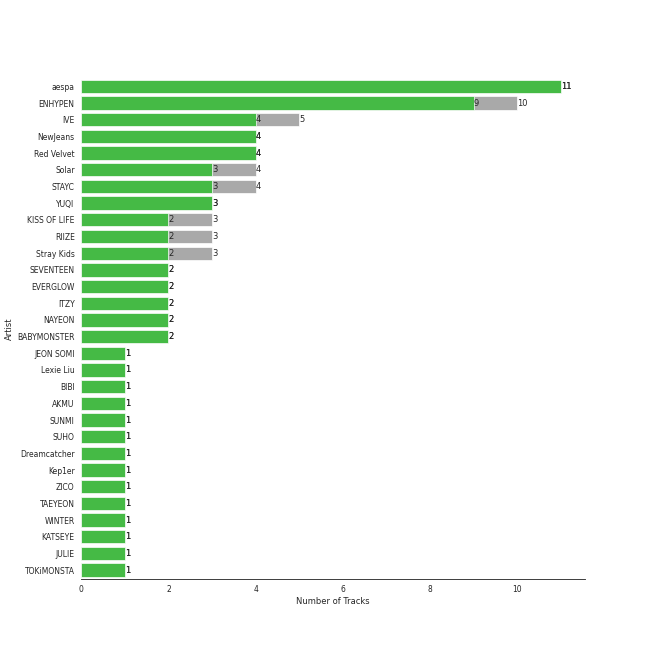 aespa 11
ENHYPEN 9 10
IVE 4 5
NewJeans 4
Red Velvet 4
Solar 3 4
STAYC 3 4
YUQI 3
KISS OF LIFE 2 3
RIIZE 2 3
Stray Kids 2 3
SEVENTEEN 2
EVERGLOW 2
ITZY 2
NAYEON 2
BABYMONSTER 2
JEON SOMI 1
Lexie Liu 1
BIBI 1
AKMU 1
SUNMI 1
SUHO 1
Dreamcatcher 1
Kep1er 1
ZICO 1
TAEYEON 1
WINTER 1
KATSEYE 1
JULIE 1
TOKiMONSTA 1
Artist
0 2 4 6 8 10
Number of Tracks